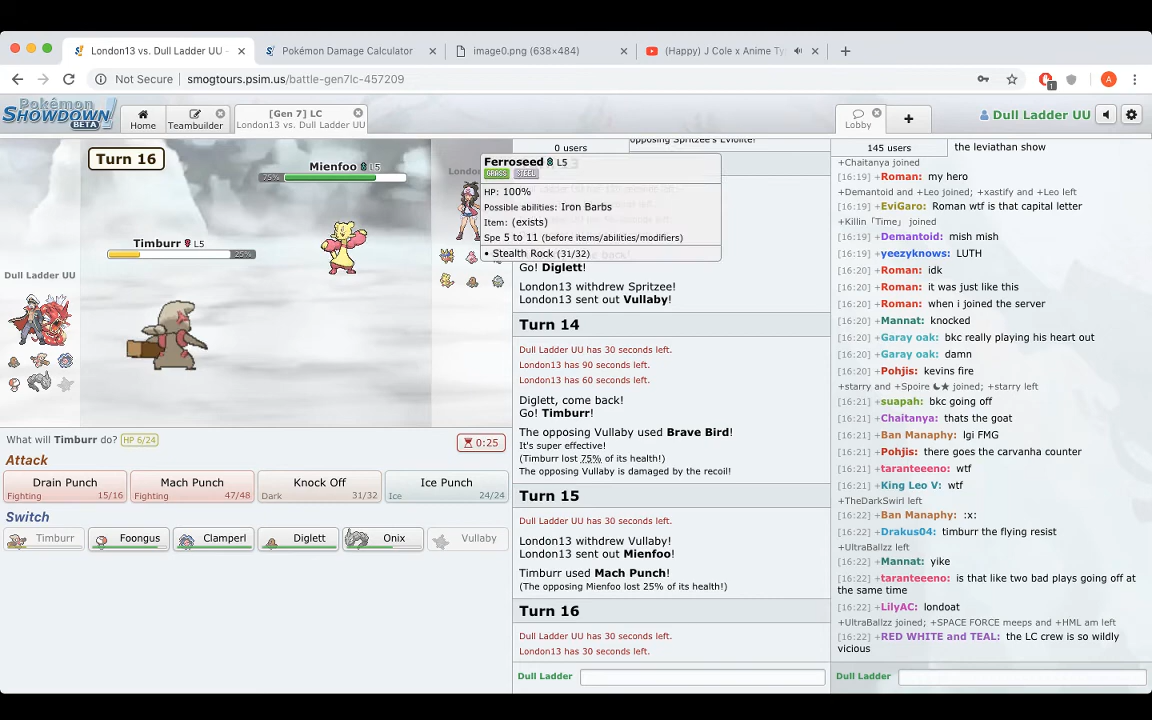 London13 vs. Dull Ladder UU -
Pokémon Damage Calculator
image0.png (638×484)
(Happy) J Cole x Anime Ty
Not Secure | smogtours.psim.us/battle-gen7lc-457209
A
1
Pokémon
SHOWDOWN!
BETA
Home
Teambuilder
[Gen 7] LC
London13 vs. Dull Ladder UU
Lobby
Dull Ladder UU
Turn 16
Mienfoo L5
75%
Timburr L5
25%
Dull Ladder UU
London
Ferroseed L5
GRASS STEEL
HP: 100%
Possible abilities: Iron Barbs
Item: (exists)
Spe 5 to 11 (before items/abilities/modifiers)
• Stealth Rock (31/32)
What will Timburr do? HP 6/24
0:25
Attack
Drain Punch
Fighting 15/16
Mach Punch
Fighting 47/48
Knock Off
Dark 31/32
Ice Punch
Ice 24/24
Switch
Timburr
Foongus
Clamperl
Diglett
Onix
Vullaby
0 users
opposing Spritzee's Eviolite!
Go! Diglett!
London13 withdrew Spritzee!
London13 sent out Vullaby!
Turn 14
Dull Ladder UU has 30 seconds left.
London13 has 90 seconds left.
London13 has 60 seconds left.
Diglett, come back!
Go! Timburr!
The opposing Vullaby used Brave Bird!
It's super effective!
(Timburr lost 75% of its health!)
The opposing Vullaby is damaged by the recoil!
Turn 15
Dull Ladder UU has 30 seconds left.
London13 withdrew Vullaby!
London13 sent out Mienfoo!
Timburr used Mach Punch!
(The opposing Mienfoo lost 25% of its health!)
Turn 16
Dull Ladder UU has 30 seconds left.
London13 has 30 seconds left.
Dull Ladder
145 users
the leviathan show
+Chaitanya joined
[16:19] +Roman: my hero
+Demantoid and +Leo joined; +xastify and +Leo left
[16:19] +EviGaro: Roman wtf is that capital letter
+Killin「Time」 joined
[16:19] +Demantoid: mish mish
[16:19] +yeezyknows: LUTH
[16:20] +Roman: idk
[16:20] +Roman: it was just like this
[16:20] +Roman: when i joined the server
[16:20] +Mannat: knocked
[16:20] +Garay oak: bkc really playing his heart out
[16:20] +Garay oak: damn
[16:20] +Pohjis: kevins fire
+starry and +Spoire ☾★ joined; +starry left
[16:21] +suapah: bkc going off
[16:21] +Chaitanya: thats the goat
[16:21] +Ban Manaphy: lgi FMG
[16:21] +Pohjis: there goes the carvanha counter
[16:21] +taranteeeno: wtf
[16:21] +King Leo V: wtf
+TheDarkSwirl left
[16:22] +Ban Manaphy: :x:
[16:22] +Drakus04: timburr the flying resist
+UltraBallzz left
[16:22] +Mannat: yike
[16:22] +taranteeeno: is that like two bad plays going off at
the same time
[16:22] +LilyAC: londoat
+UltraBallzz joined; +SPACE FORCE meeps and +HML am left
[16:22] +RED WHITE and TEAL: the LC crew is so wildly
vicious
Dull Ladder